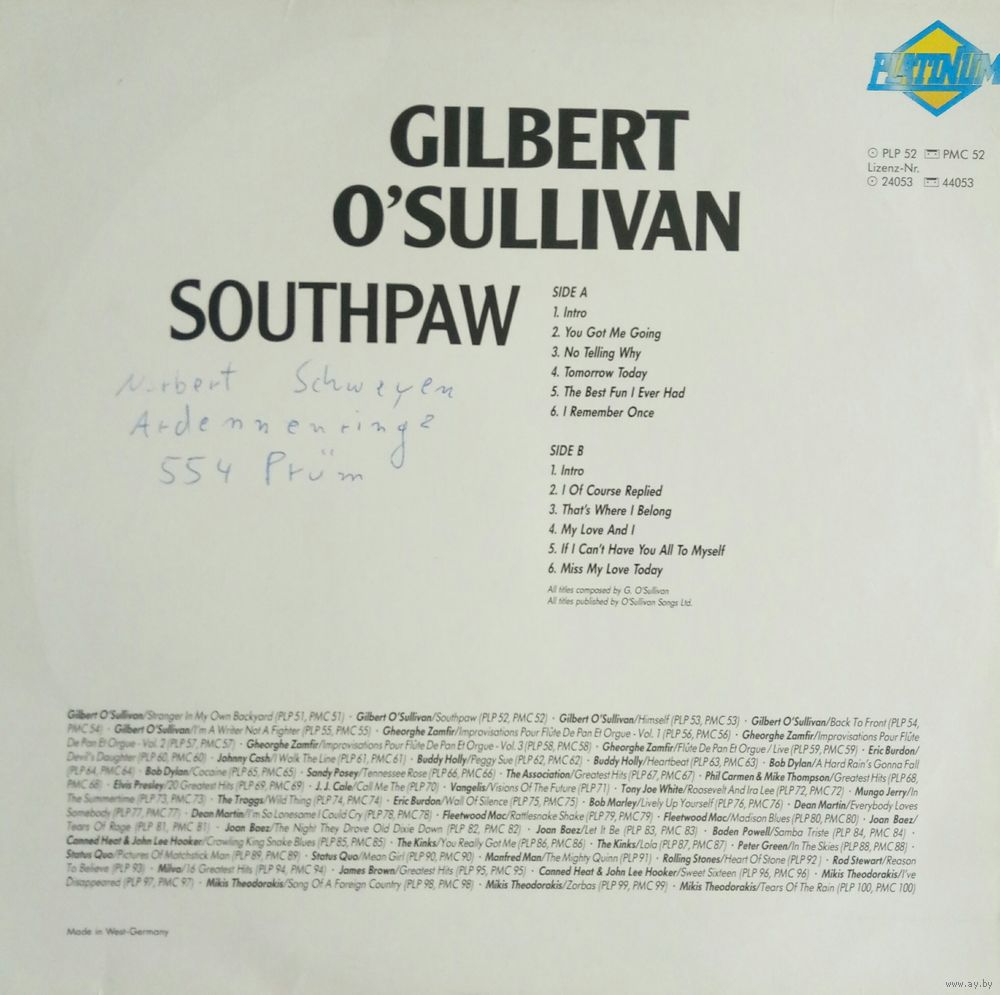 PLATINUM
PLP 52 PMC 52
Lizenz-Nr.
24053 44053
GILBERT
O'SULLIVAN
SOUTHPAW
Norbert Schweyen
Ardennenring 2
554 Prüm
SIDE A
1. Intro
2. You Got Me Going
3. No Telling Why
4. Tomorrow Today
5. The Best Fun I Ever Had
6. I Remember Once
SIDE B
1. Intro
2. I Of Course Replied
3. That's Where I Belong
4. My Love And I
5. If I Can't Have You All To Myself
6. Miss My Love Today
All titles composed by G. O'Sullivan
All titles published by O'Sullivan Songs Ltd.
Gilbert O'Sullivan/Stranger In My Own Backyard (PLP 51, PMC 51) · Gilbert O'Sullivan/Southpaw (PLP 52, PMC 52) · Gilbert O'Sullivan/Himself (PLP 53, PMC 53) · Gilbert O'Sullivan/Back To Front (PLP 54,
PMC 54) · Gilbert O'Sullivan/I'm A Writer Not A Fighter (PLP 55, PMC 55) · Gheorghe Zamfir/Improvisations Pour Flûte De Pan Et Orgue - Vol. 1 (PLP 56, PMC 56) · Gheorghe Zamfir/Improvisations Pour Flûte
De Pan Et Orgue - Vol. 2 (PLP 57, PMC 57) · Gheorghe Zamfir/Improvisations Pour Flûte De Pan Et Orgue - Vol. 3 (PLP 58, PMC 58) · Gheorghe Zamfir/Flûte De Pan Et Orgue / Live (PLP 59, PMC 59) · Eric Burdon/
Devil's Daughter (PLP 60, PMC 60) · Johnny Cash/I Walk The Line (PLP 61, PMC 61) · Buddy Holly/Peggy Sue (PLP 62, PMC 62) · Buddy Holly/Heartbeat (PLP 63, PMC 63) · Bob Dylan/A Hard Rain's Gonna Fall
(PLP 64, PMC 64) · Bob Dylan/Cocaine (PLP 65, PMC 65) · Sandy Posey/Tennessee Rose (PLP 66, PMC 66) · The Association/Greatest Hits (PLP 67, PMC 67) · Phil Carmen & Mike Thompson/Greatest Hits (PLP 68,
PMC 68) · Elvis Presley/20 Greatest Hits (PLP 69, PMC 69) · J. J. Cale/Call Me The (PLP 70) · Vangelis/Visions Of The Future (PLP 71) · Tony Joe White/Roosevelt And Ira Lee (PLP 72, PMC 72) · Mungo Jerry/In
The Summertime (PLP 73, PMC 73) · The Troggs/Wild Thing (PLP 74, PMC 74) · Eric Burdon/Wall Of Silence (PLP 75, PMC 75) · Bob Marley/Lively Up Yourself (PLP 76, PMC 76) · Dean Martin/Everybody Loves
Somebody (PLP 77, PMC 77) · Dean Martin/I'm So Lonesome I Could Cry (PLP 78, PMC 78) · Fleetwood Mac/Rattlesnake Shake (PLP 79, PMC 79) · Fleetwood Mac/Madison Blues (PLP 80, PMC 80) · Joan Baez/
Tears Of Rage (PLP 81, PMC 81) · Joan Baez/The Night They Drove Old Dixie Down (PLP 82, PMC 82) · Joan Baez/Let It Be (PLP 83, PMC 83) · Baden Powell/Samba Triste (PLP 84, PMC 84) ·
Canned Heat & John Lee Hooker/Crawling King Snake Blues (PLP 85, PMC 85) · The Kinks/You Really Got Me (PLP 86, PMC 86) · The Kinks/Lola (PLP 87, PMC 87) · Peter Green/In The Skies (PLP 88, PMC 88) ·
Status Quo/Pictures Of Matchstick Man (PLP 89, PMC 89) · Status Quo/Mean Girl (PLP 90, PMC 90) · Manfred Man/The Mighty Quinn (PLP 91) · Rolling Stones/Heart Of Stone (PLP 92 ) · Rod Stewart/Reason
To Believe (PLP 93) · Milva/16 Greatest Hits (PLP 94, PMC 94) · James Brown/Greatest Hits (PLP 95, PMC 95) · Canned Heat & John Lee Hooker/Sweet Sixteen (PLP 96, PMC 96) · Mikis Theodorakis/I've
Disappeared (PLP 97, PMC 97) · Mikis Theodorakis/Song Of A Foreign Country (PLP 98, PMC 98) · Mikis Theodorakis/Zorbas (PLP 99, PMC 99) · Mikis Theodorakis/Tears Of The Rain (PLP 100, PMC 100)
Made in West-Germany
www.ay.by